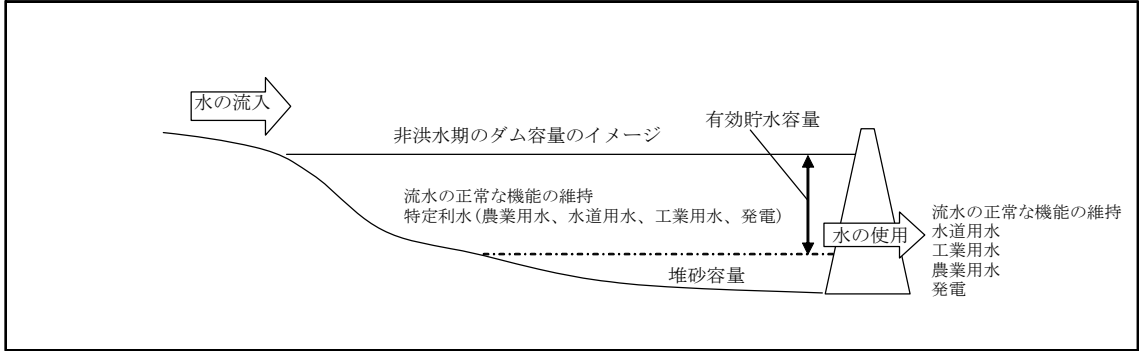 水の流入
有効貯水容量
非洪水期のダム容量のイメージ
流水の正常な機能の維持
特定利水(農業用水、水道用水、工業用水、発電)
水の使用
流水の正常な機能の維持
水道用水
工業用水
農業用水
発電
堆砂容量